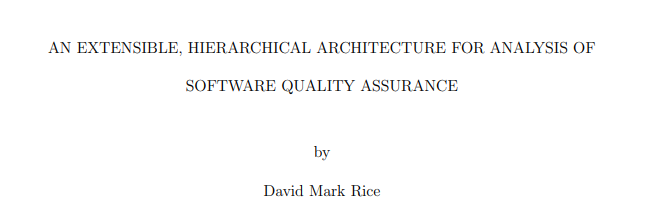 AN EXTENSIBLE, HIERARCHICAL ARCHITECTURE FOR ANALYSIS OF
SOFTWARE QUALITY ASSURANCE
by
David Mark Rice